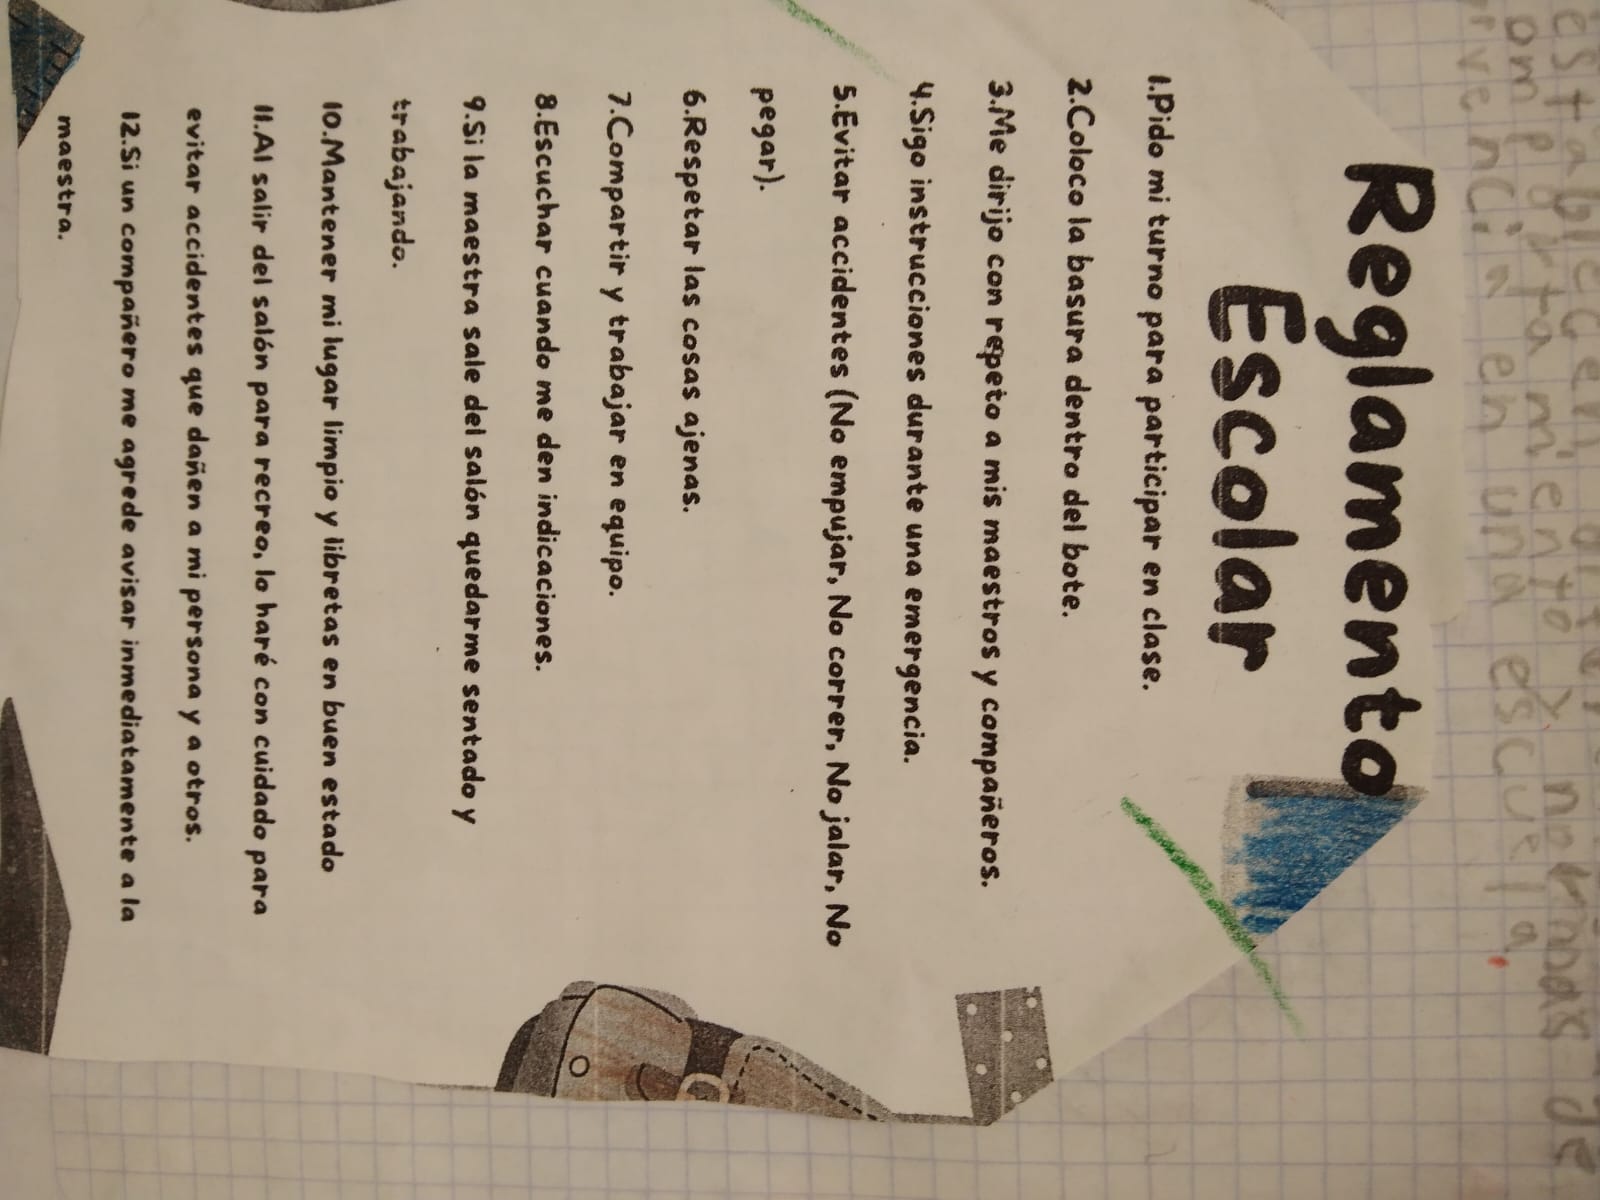 establecen
comportamiento y normas de
en una escuela,
Reglamento
Escolar
1.Pido mi turno para participar en clase.
2.Coloco la basura dentro del bote.
3.Me dirijo con repeto a mis maestros y compañeros.
4.Sigo instrucciones durante una emergencia.
5.Evitar accidentes (No empujar, No correr, No jalar, No
pegar).
6.Respetar las cosas ajenas.
7.Compartir y trabajar en equipo.
8.Escuchar cuando me den indicaciones.
9.Si la maestra sale del salón quedarme sentado y
trabajando.
10.Mantener mi lugar limpio y libretas en buen estado
11.Al salir del salón para recreo, lo haré con cuidado para
evitar accidentes que dañen a mi persona y a otros.
12.Si un compañero me agrede avisar inmediatamente a la
maestra.